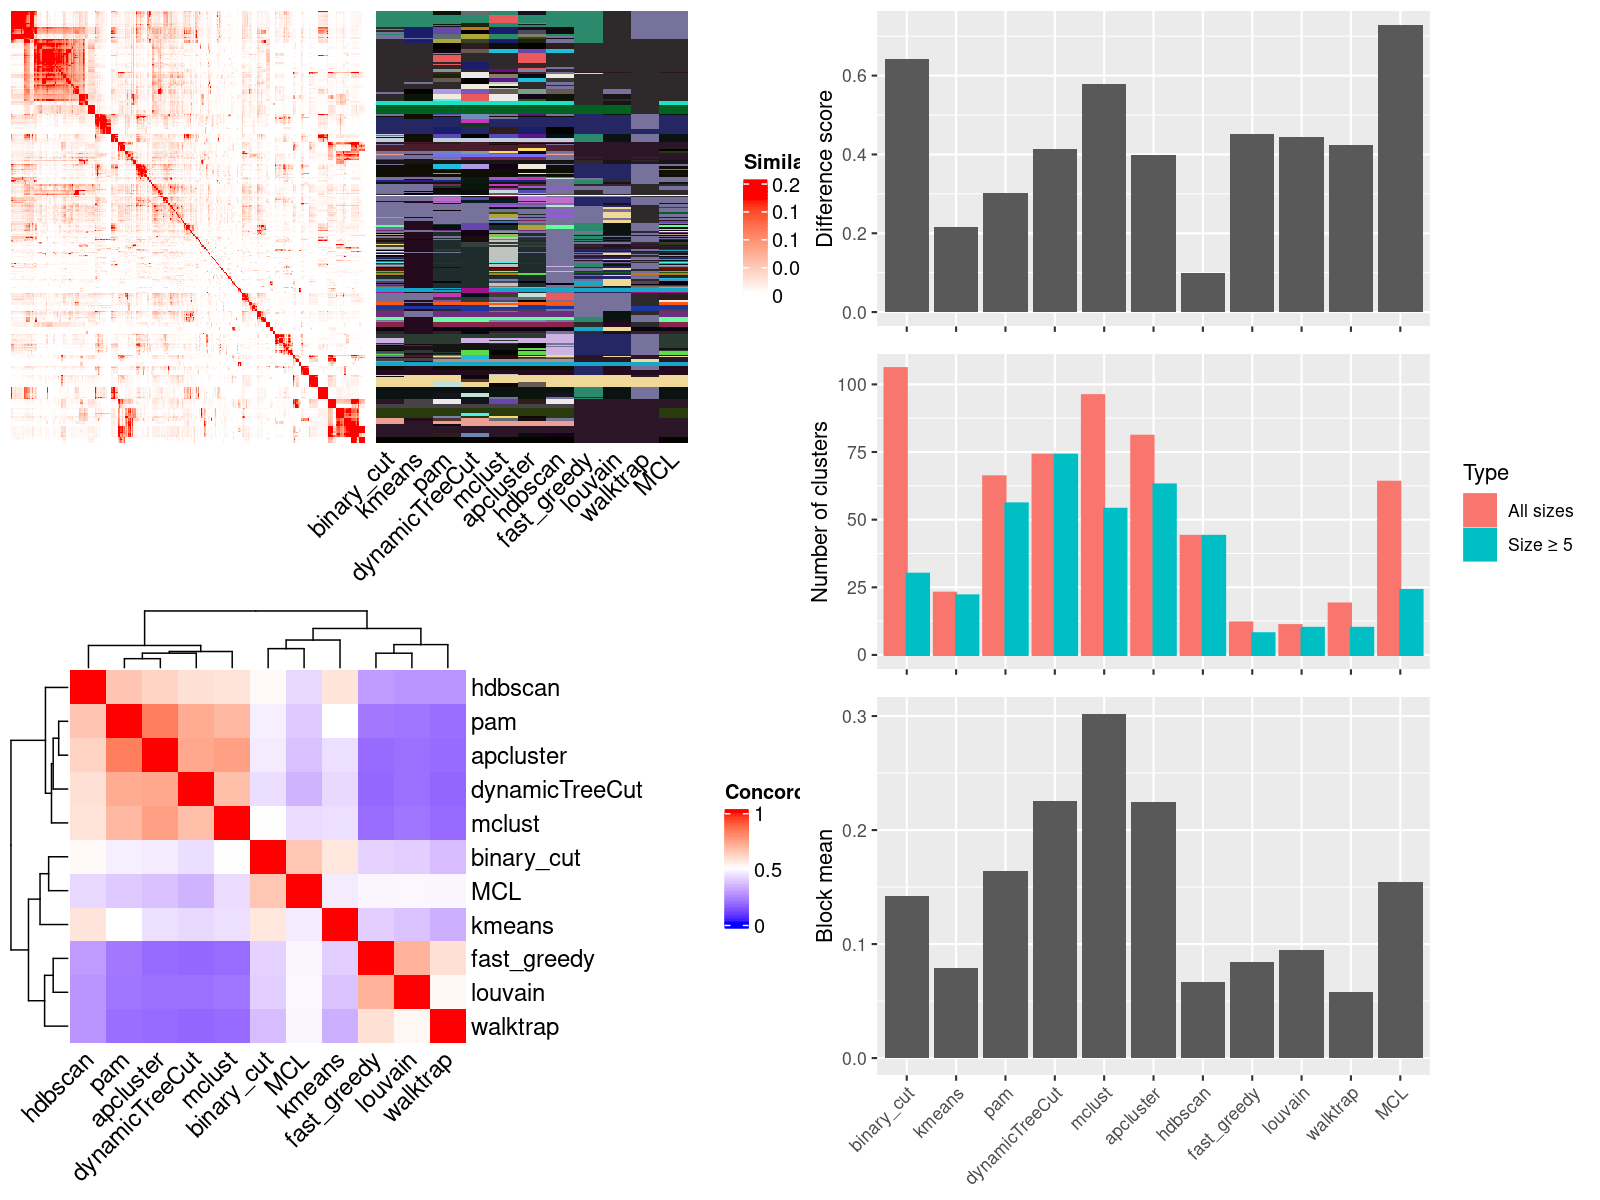 Simila
0.2
0.1
0.1
0.0
0
binary_cut
kmeans
pam
dynamicTreeCut
mclust
apcluster
hdbscan
fast_greedy
louvain
walktrap
MCL
hdbscan
pam
apcluster
dynamicTreeCut
mclust
binary_cut
MCL
kmeans
fast_greedy
louvain
walktrap
hdbscan
pam
apcluster
dynamicTreeCut
mclust
binary_cut
MCL
kmeans
fast_greedy
louvain
walktrap
Concord
1
0.5
0
Difference score
0.6
0.4
0.2
0.0
Number of clusters
100
75
50
25
0
Type
All sizes
Size ≥ 5
Block mean
0.3
0.2
0.1
0.0
binary_cut
kmeans
pam
dynamicTreeCut
mclust
apcluster
hdbscan
fast_greedy
louvain
walktrap
MCL